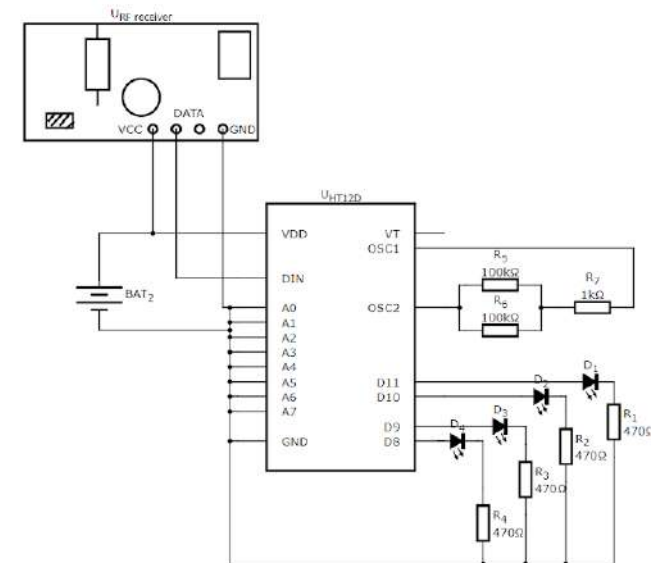 URF receiver
DATA
VCC
GND
UHT12D
VDD
VT
OSC1
DIN
BAT2
A0
OSC2
A1
A2
A3
A4
A5
A6
A7
GND
D11
D10
D9
D8
R5
100kΩ
R6
100kΩ
R7
1kΩ
D1
D2
D3
D4
R1
470Ω
R2
470Ω
R3
470Ω
R4
470Ω